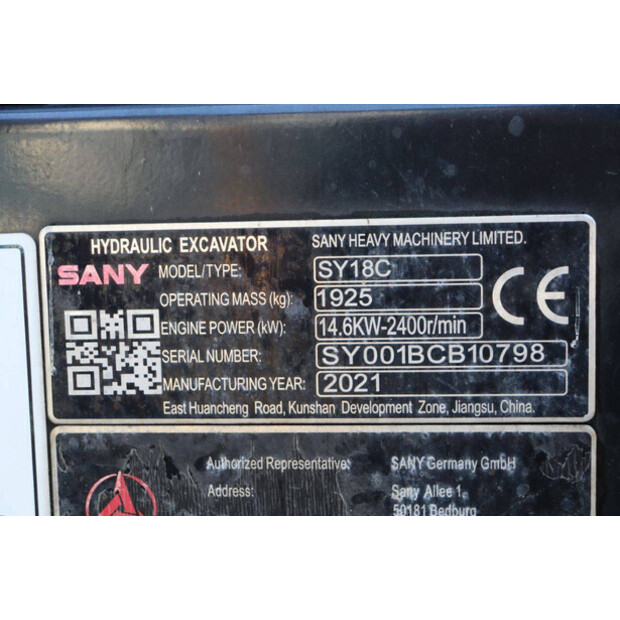 HYDRAULIC EXCAVATOR
SANY HEAVY MACHINERY LIMITED.
SANY
MODEL/TYPE: SY18C
OPERATING MASS (kg): 1925
ENGINE POWER (kW): 14.6KW-2400r/min
SERIAL NUMBER: SY001BCB10798
MANUFACTURING YEAR: 2021
CE
East Huancheng Road, Kunshan Development Zone, Jiangsu, China.
Authorized Representative: SANY Germany GmbH
Address: Sany Allee 1,
50181 Bedburg